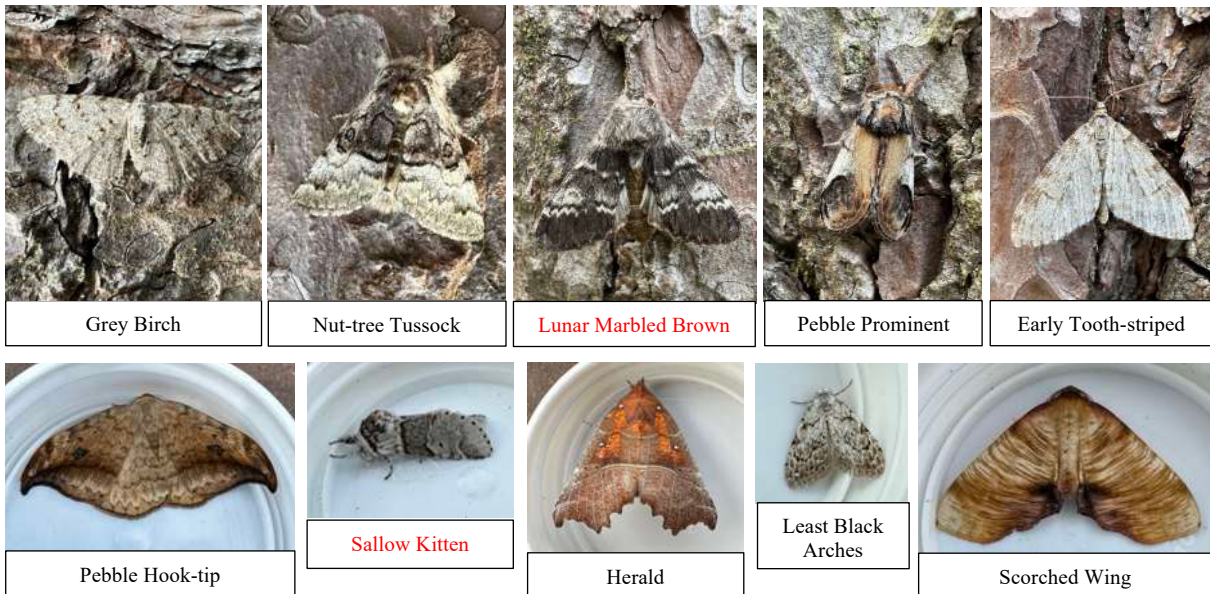 Grey Birch
Nut-tree Tussock
Lunar Marbled Brown
Pebble Prominent
Early Tooth-striped
Pebble Hook-tip
Sallow Kitten
Herald
Least Black
Arches
Scorched Wing